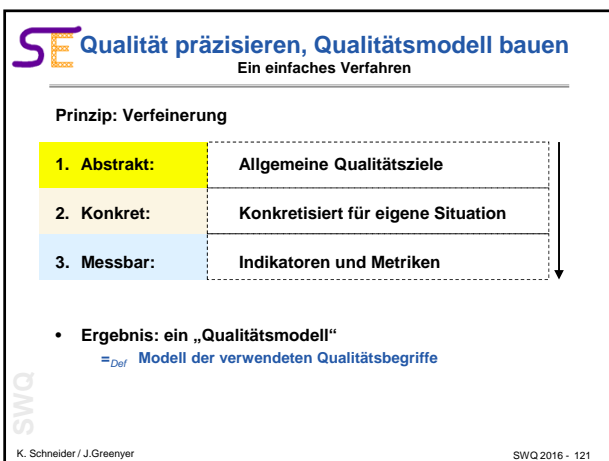 SE
Qualität präzisieren, Qualitätsmodell bauen
Ein einfaches Verfahren
Prinzip: Verfeinerung
1. Abstrakt: Allgemeine Qualitätsziele
2. Konkret: Konkretisiert für eigene Situation
3. Messbar: Indikatoren und Metriken
• Ergebnis: ein „Qualitätsmodell“
=Def Modell der verwendeten Qualitätsbegriffe
SWQ
K. Schneider / J.Greenyer SWQ 2016 - 121